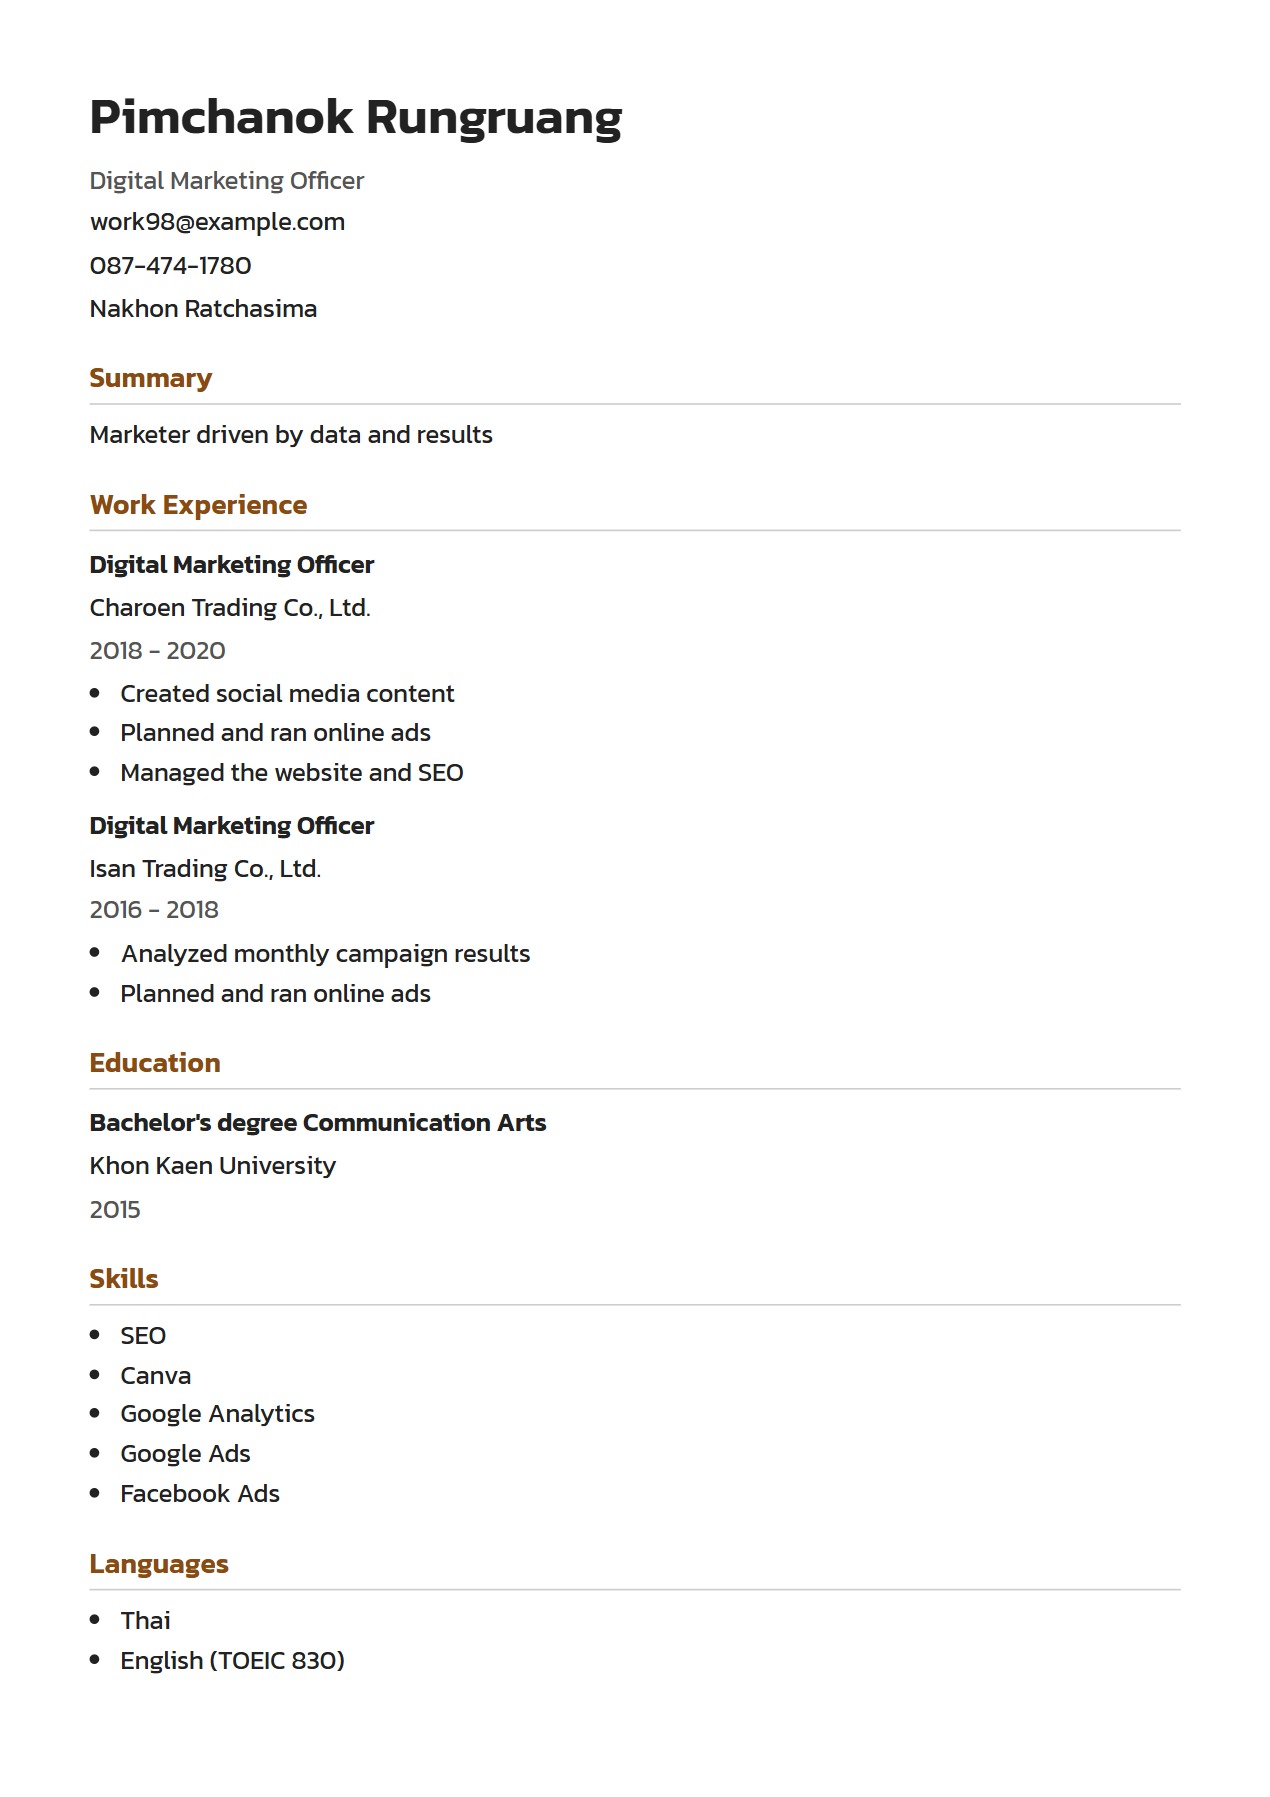 Pimchanok Rungruang
Digital Marketing Officer
work98@example.com
087-474-1780
Nakhon Ratchasima
Summary
Marketer driven by data and results
Work Experience
Digital Marketing Officer
Charoen Trading Co., Ltd.
2018 - 2020
• Created social media content
• Planned and ran online ads
• Managed the website and SEO
Digital Marketing Officer
Isan Trading Co., Ltd.
2016 - 2018
• Analyzed monthly campaign results
• Planned and ran online ads
Education
Bachelor's degree Communication Arts
Khon Kaen University
2015
Skills
• SEO
• Canva
• Google Analytics
• Google Ads
• Facebook Ads
Languages
• Thai
• English (TOEIC 830)